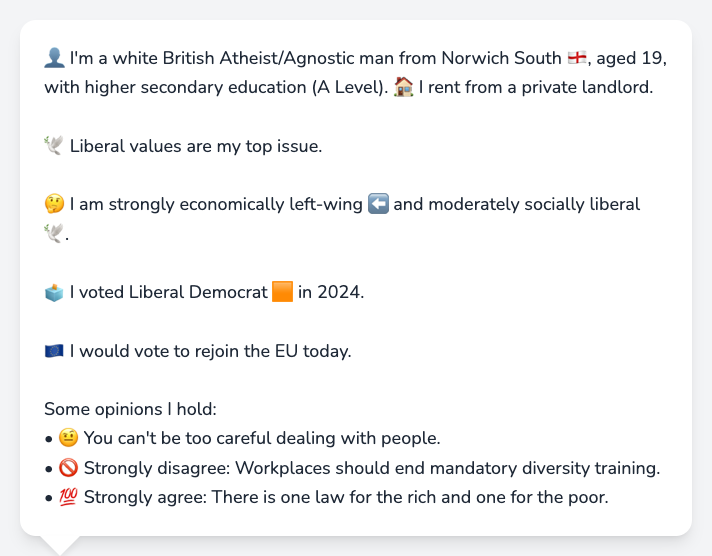 👤 I'm a white British Atheist/Agnostic man from Norwich South 🏴󠁧󠁢󠁥󠁮󠁧󠁿, aged 19,
with higher secondary education (A Level). 🏠 I rent from a private landlord.
🕊️ Liberal values are my top issue.
🤔 I am strongly economically left-wing ⬅️ and moderately socially liberal
🕊️.
🗳️ I voted Liberal Democrat 🟧 in 2024.
🇪🇺 I would vote to rejoin the EU today.
Some opinions I hold:
• 🤨 You can't be too careful dealing with people.
• 🚫 Strongly disagree: Workplaces should end mandatory diversity training.
• 💯 Strongly agree: There is one law for the rich and one for the poor.